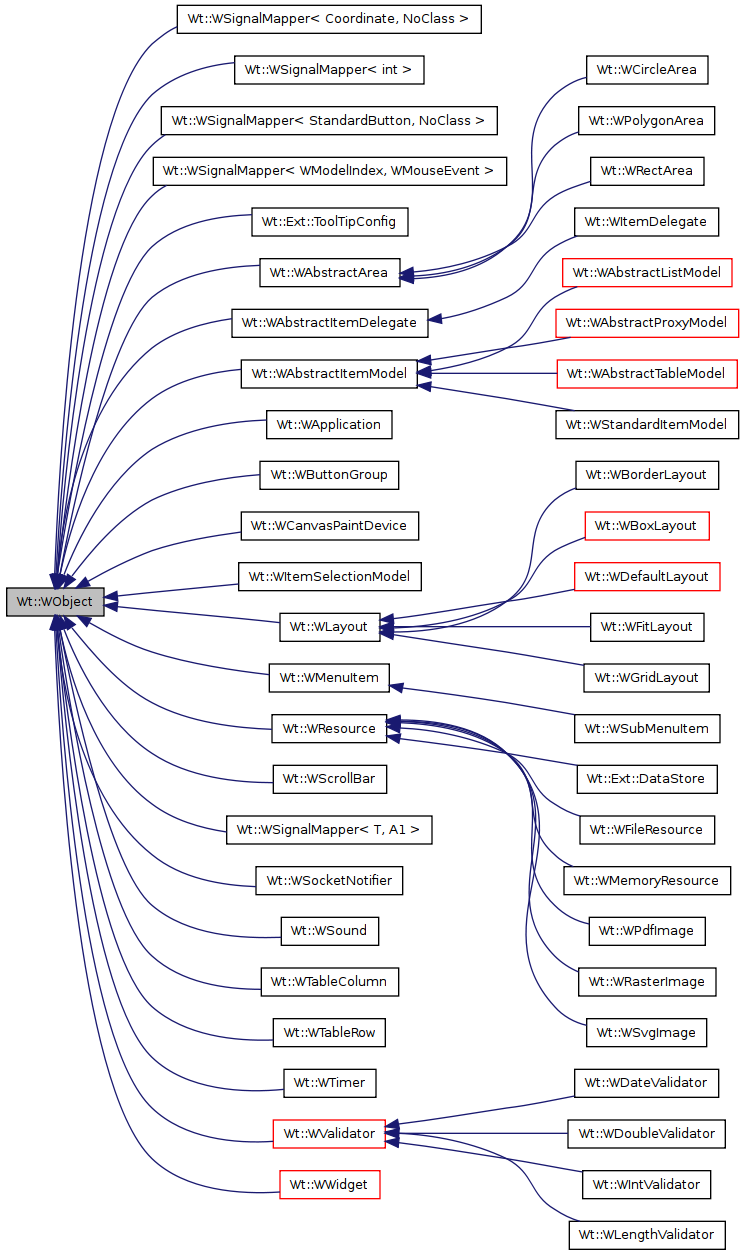 Wt::WSignalMapper< Coordinate, NoClass >
Wt::WSignalMapper< int >
Wt::WSignalMapper< StandardButton, NoClass >
Wt::WSignalMapper< WModelIndex, WMouseEvent >
Wt::Ext::ToolTipConfig
Wt::WAbstractArea
Wt::WAbstractItemDelegate
Wt::WAbstractItemModel
Wt::WApplication
Wt::WButtonGroup
Wt::WCanvasPaintDevice
Wt::WItemSelectionModel
Wt::WObject
Wt::WLayout
Wt::WMenuItem
Wt::WResource
Wt::WScrollBar
Wt::WSignalMapper< T, A1 >
Wt::WSocketNotifier
Wt::WSound
Wt::WTableColumn
Wt::WTableRow
Wt::WTimer
Wt::WValidator
Wt::WWidget
Wt::WCircleArea
Wt::WPolygonArea
Wt::WRectArea
Wt::WItemDelegate
Wt::WAbstractListModel
Wt::WAbstractProxyModel
Wt::WAbstractTableModel
Wt::WStandardItemModel
Wt::WBorderLayout
Wt::WBoxLayout
Wt::WDefaultLayout
Wt::WFitLayout
Wt::WGridLayout
Wt::WSubMenuItem
Wt::Ext::DataStore
Wt::WFileResource
Wt::WMemoryResource
Wt::WPdfImage
Wt::WRasterImage
Wt::WSvgImage
Wt::WDateValidator
Wt::WDoubleValidator
Wt::WIntValidator
Wt::WLengthValidator